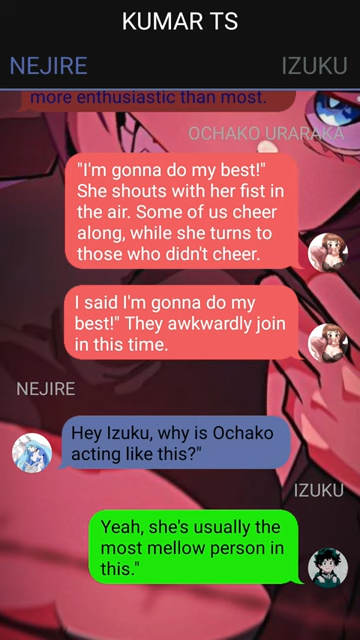 KUMAR TS
NEJIRE
IZUKU
more enthusiastic than most.
OCHAKO URARAKA
"I'm gonna do my best!"
She shouts with her fist in
the air. Some of us cheer
along, while she turns to
those who didn't cheer.
I said I'm gonna do my
best!" They awkwardly join
in this time.
NEJIRE
Hey Izuku, why is Ochako
acting like this?"
IZUKU
Yeah, she's usually the
most mellow person in
this."